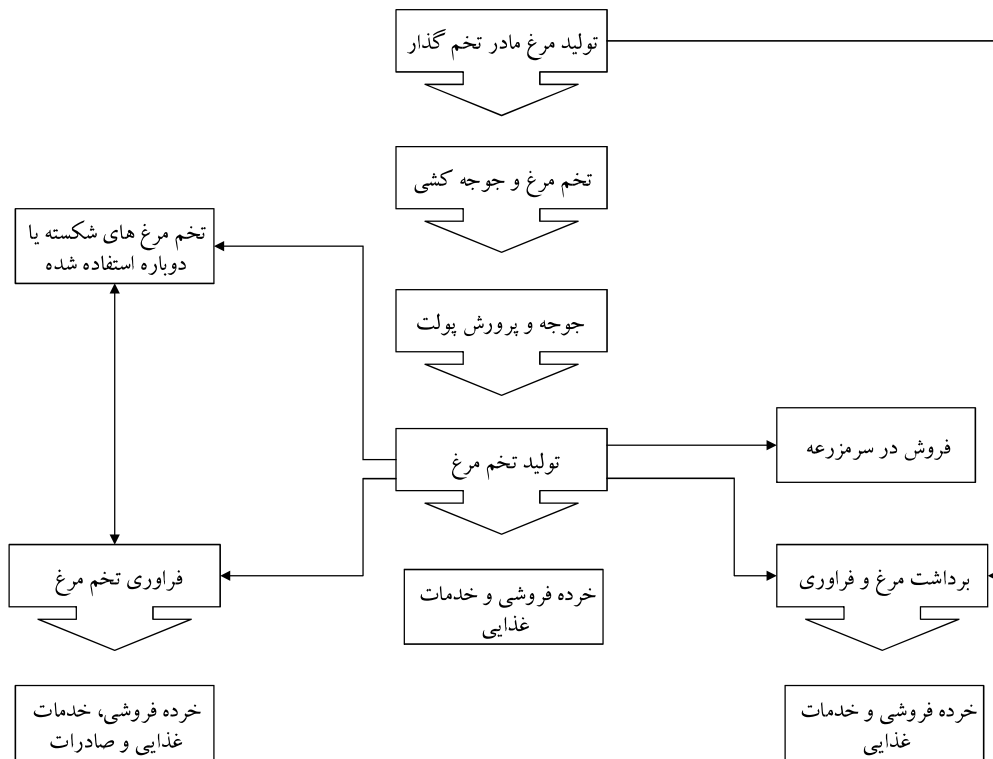 تولید مرغ مادر تخم گذار
تخم مرغ و جوجه کشی
تخم مرغ های شکسته یا
دوباره استفاده شده
جوجه و پرورش پولت
فروش در سرمزرعه
تولید تخم مرغ
فراوری تخم مرغ
برداشت مرغ و فراوری
خرده فروشی و خدمات
غذایی
خرده فروشی و خدمات
غذایی
خرده فروشی، خدمات
غذایی و صادرات